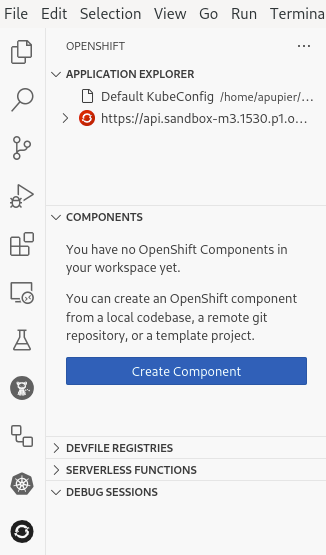 File Edit Selection View Go Run Termina
OPENSHIFT ...
APPLICATION EXPLORER
Default KubeConfig /home/apupier/...
https://api.sandbox-m3.1530.p1.o...
COMPONENTS
You have no OpenShift Components in
your workspace yet.
You can create an OpenShift component
from a local codebase, a remote git
repository, or a template project.
Create Component
DEVFILE REGISTRIES
SERVERLESS FUNCTIONS
DEBUG SESSIONS